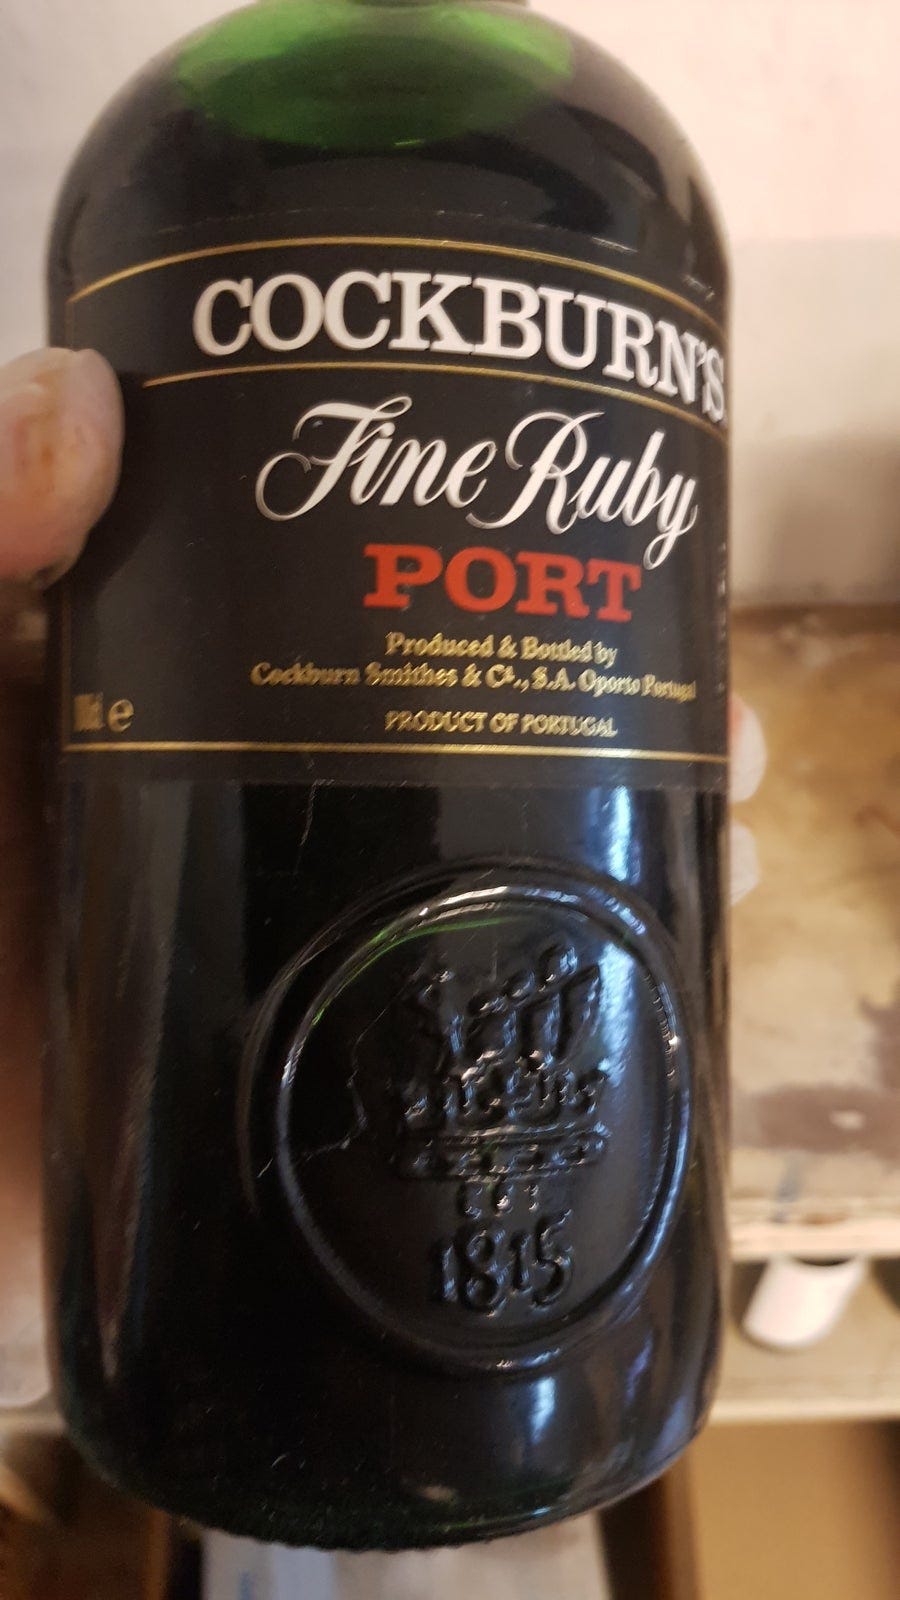 COCKBURN'S
Fine Ruby
PORT
Produced & Bottled by
Cockburn Smithes & Cª., S.A. Oporto Portugal
e
PRODUCT OF PORTUGAL
1815